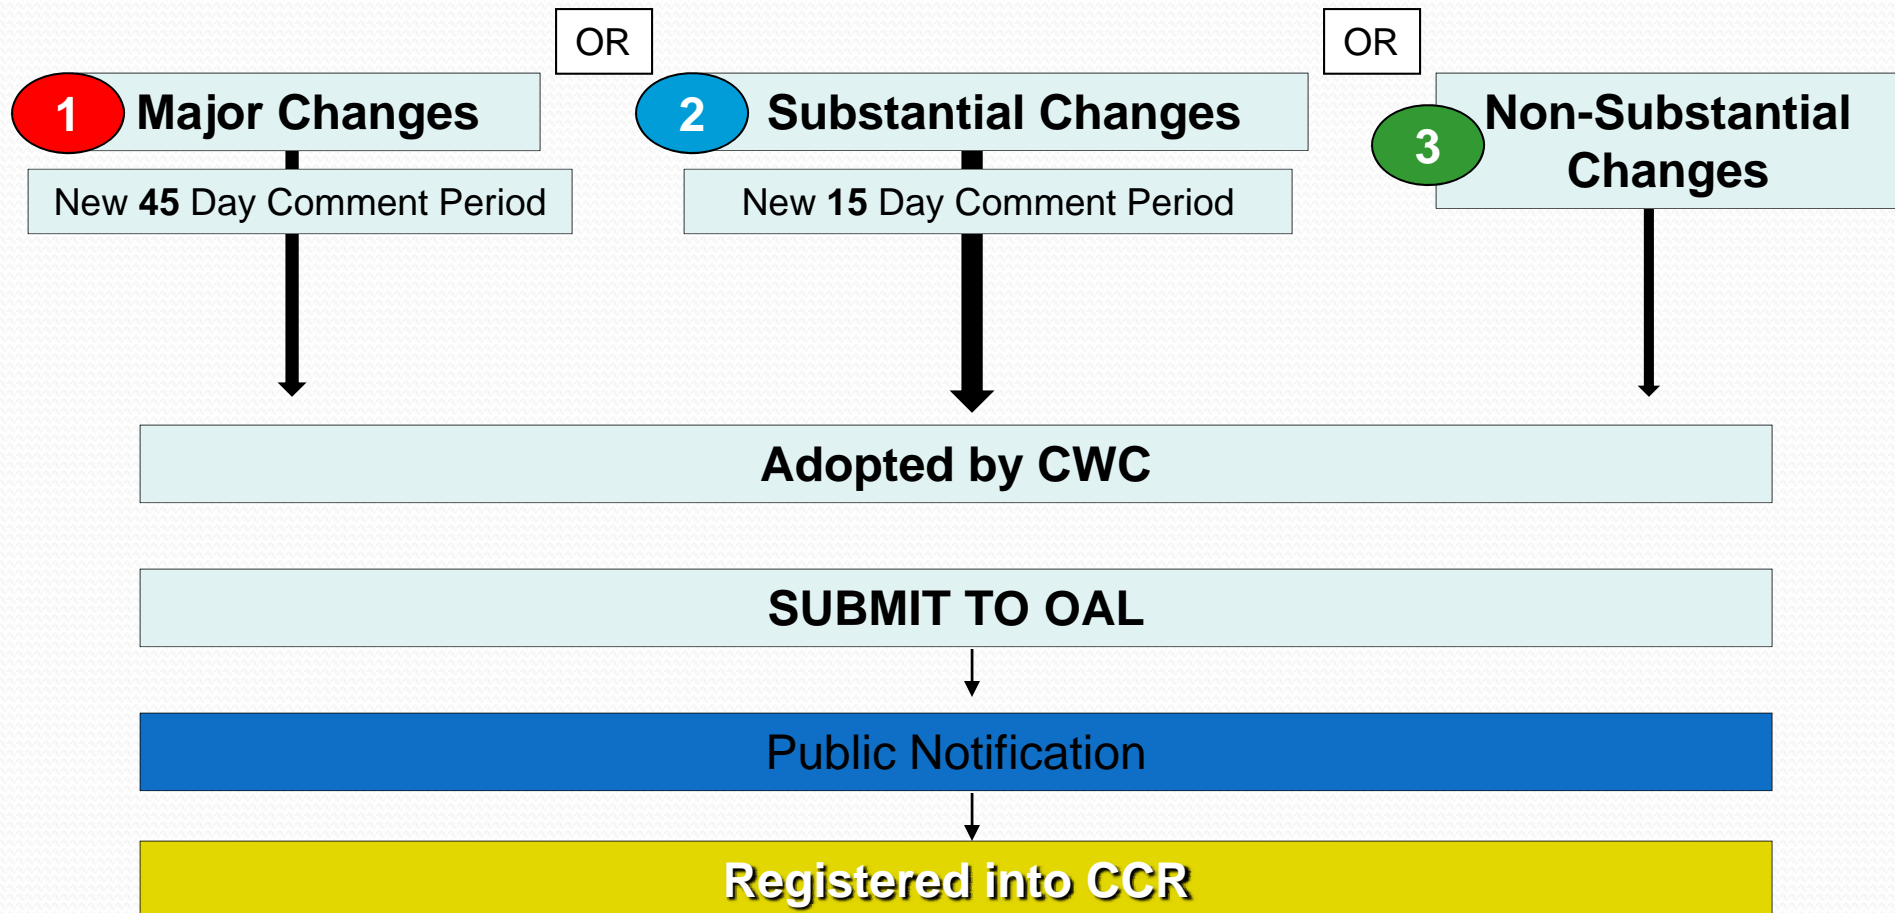 OR
OR
1 Major Changes
2 Substantial Changes
3 Non-Substantial
Changes
New 45 Day Comment Period
New 15 Day Comment Period
Adopted by CWC
SUBMIT TO OAL
Public Notification
Registered into CCR